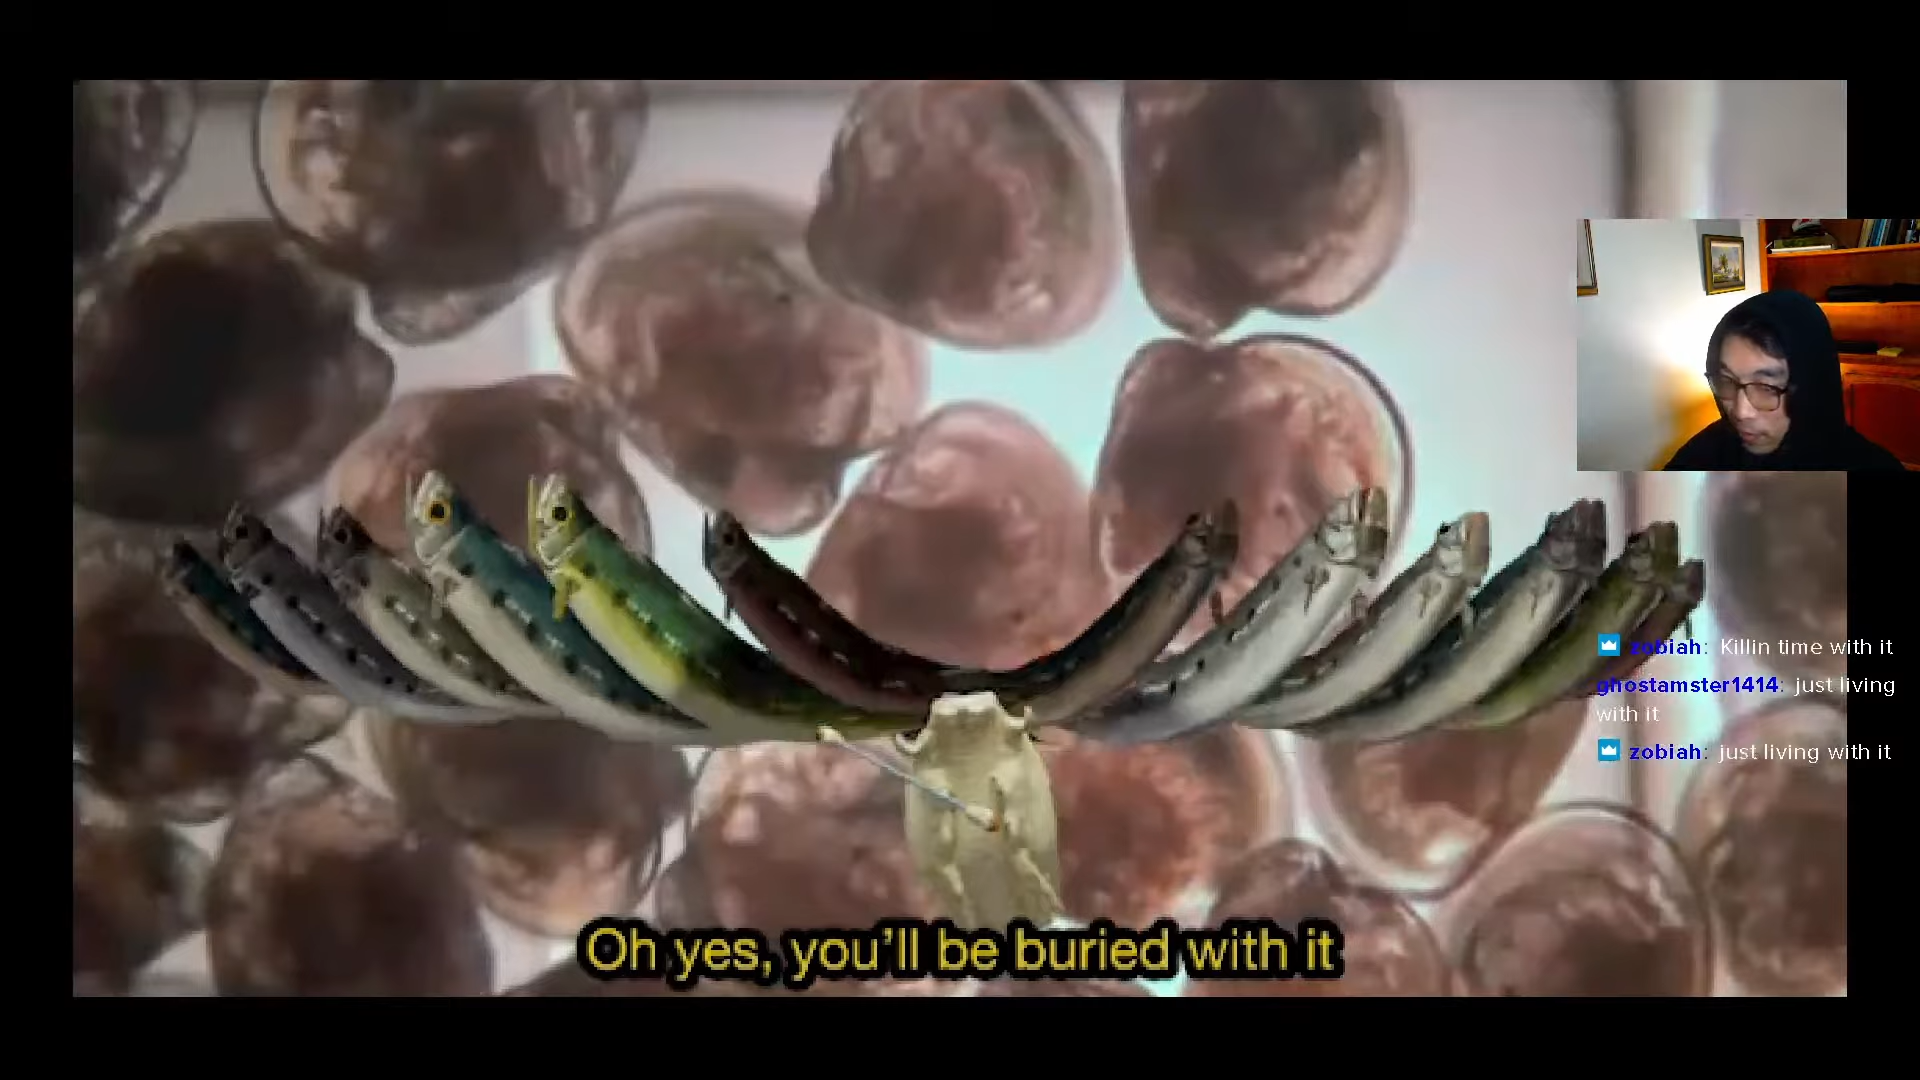 zobiah: Killin time with it
ghostamster1414: just living
with it
zobiah: just living with it
Oh yes, you'll be buried with it